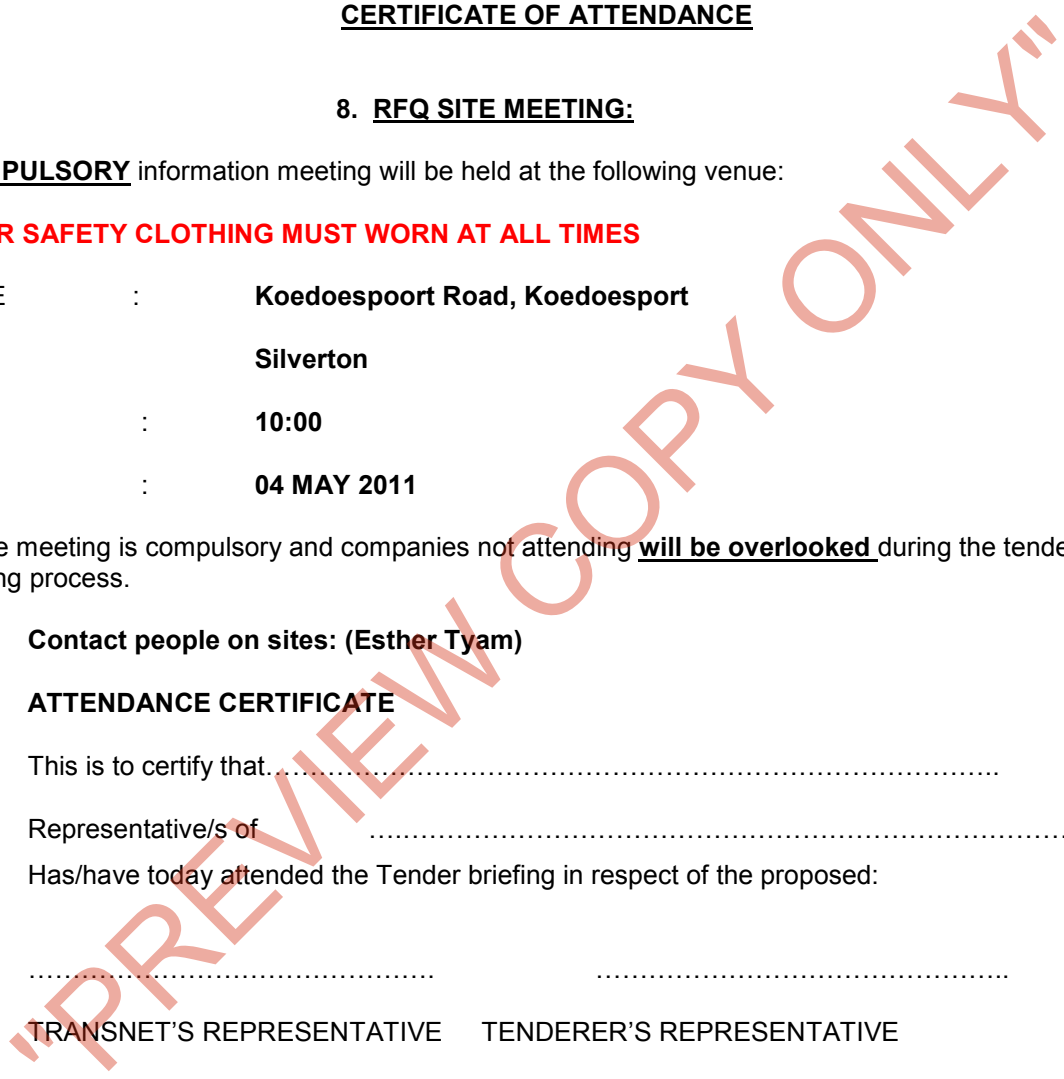 CERTIFICATE OF ATTENDANCE
8. RFQ SITE MEETING:
PULSORY information meeting will be held at the following venue:
R SAFETY CLOTHING MUST WORN AT ALL TIMES
E : Koedoespoort Road, Koedoesport
Silverton
: 10:00
: 04 MAY 2011
e meeting is compulsory and companies not attending will be overlooked during the tende
ng process.
Contact people on sites: (Esther Tyam)
ATTENDANCE CERTIFICATE
This is to certify that…………………………………………………………………………..
Representative/s of ……………………………………………………………………….
Has/have today attended the Tender briefing in respect of the proposed:
………………………………………. ………………………………………..
TRANSNET’S REPRESENTATIVE TENDERER’S REPRESENTATIVE
"PREVIEW COPY ONLY"